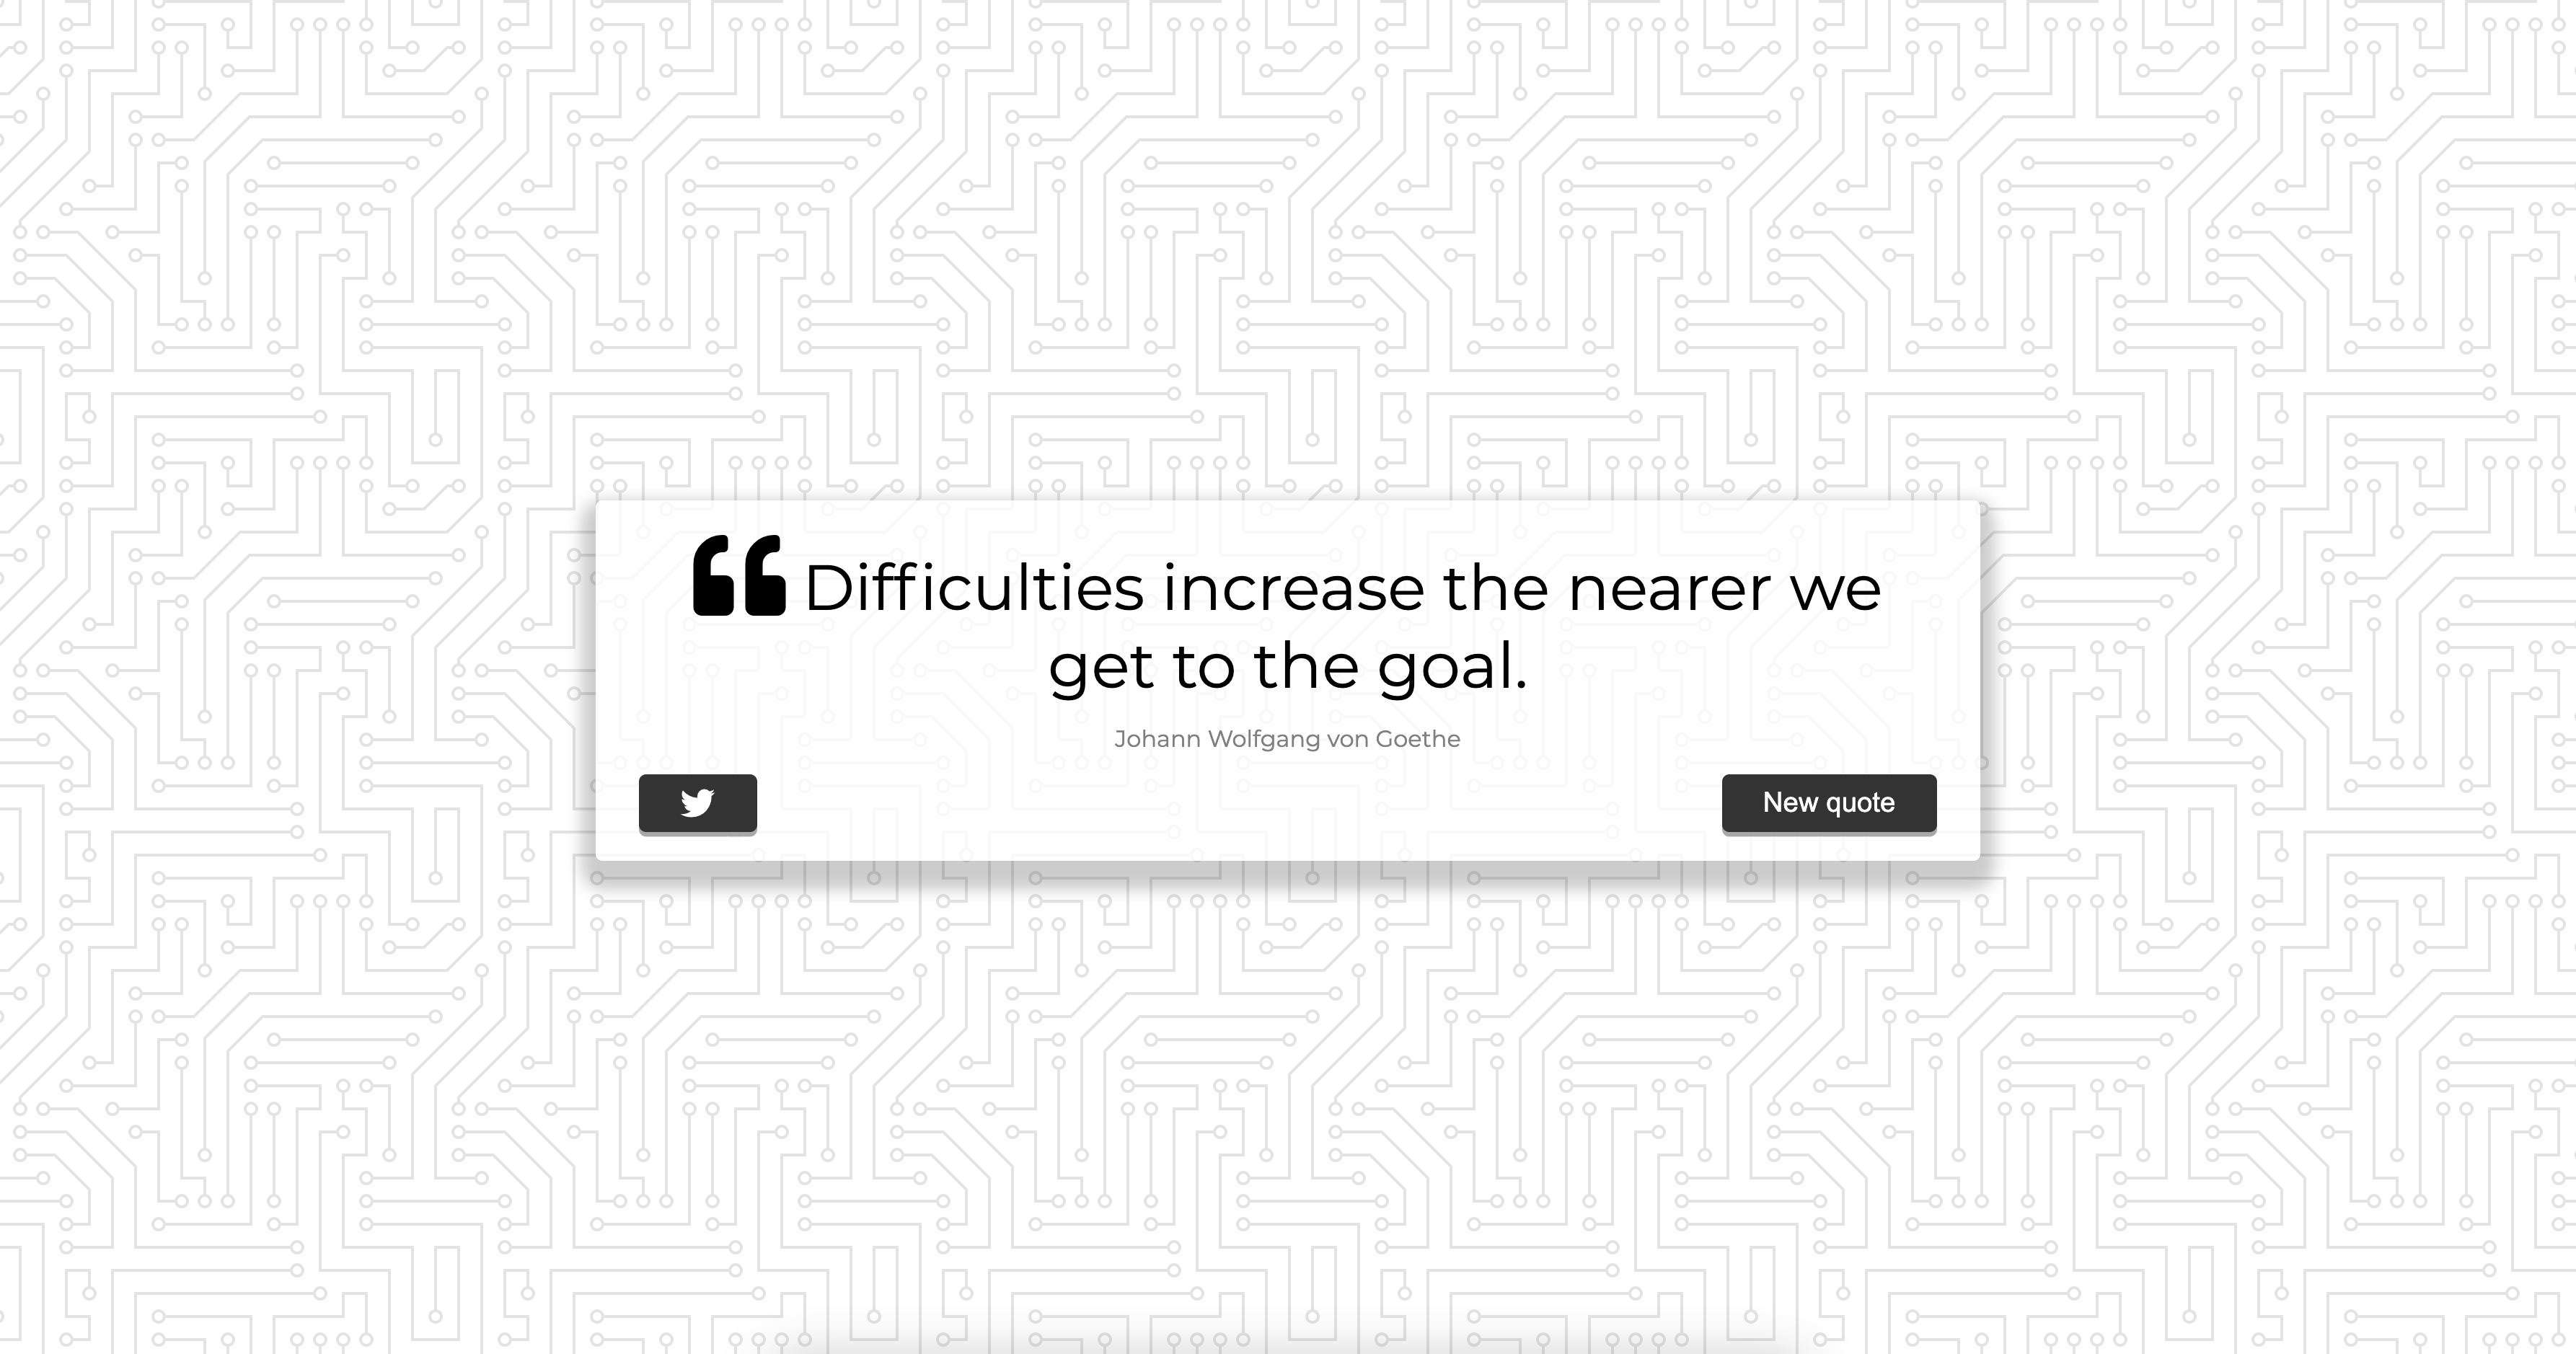 Difficulties increase the nearer we
get to the goal.
Johann Wolfgang von Goethe
New quote